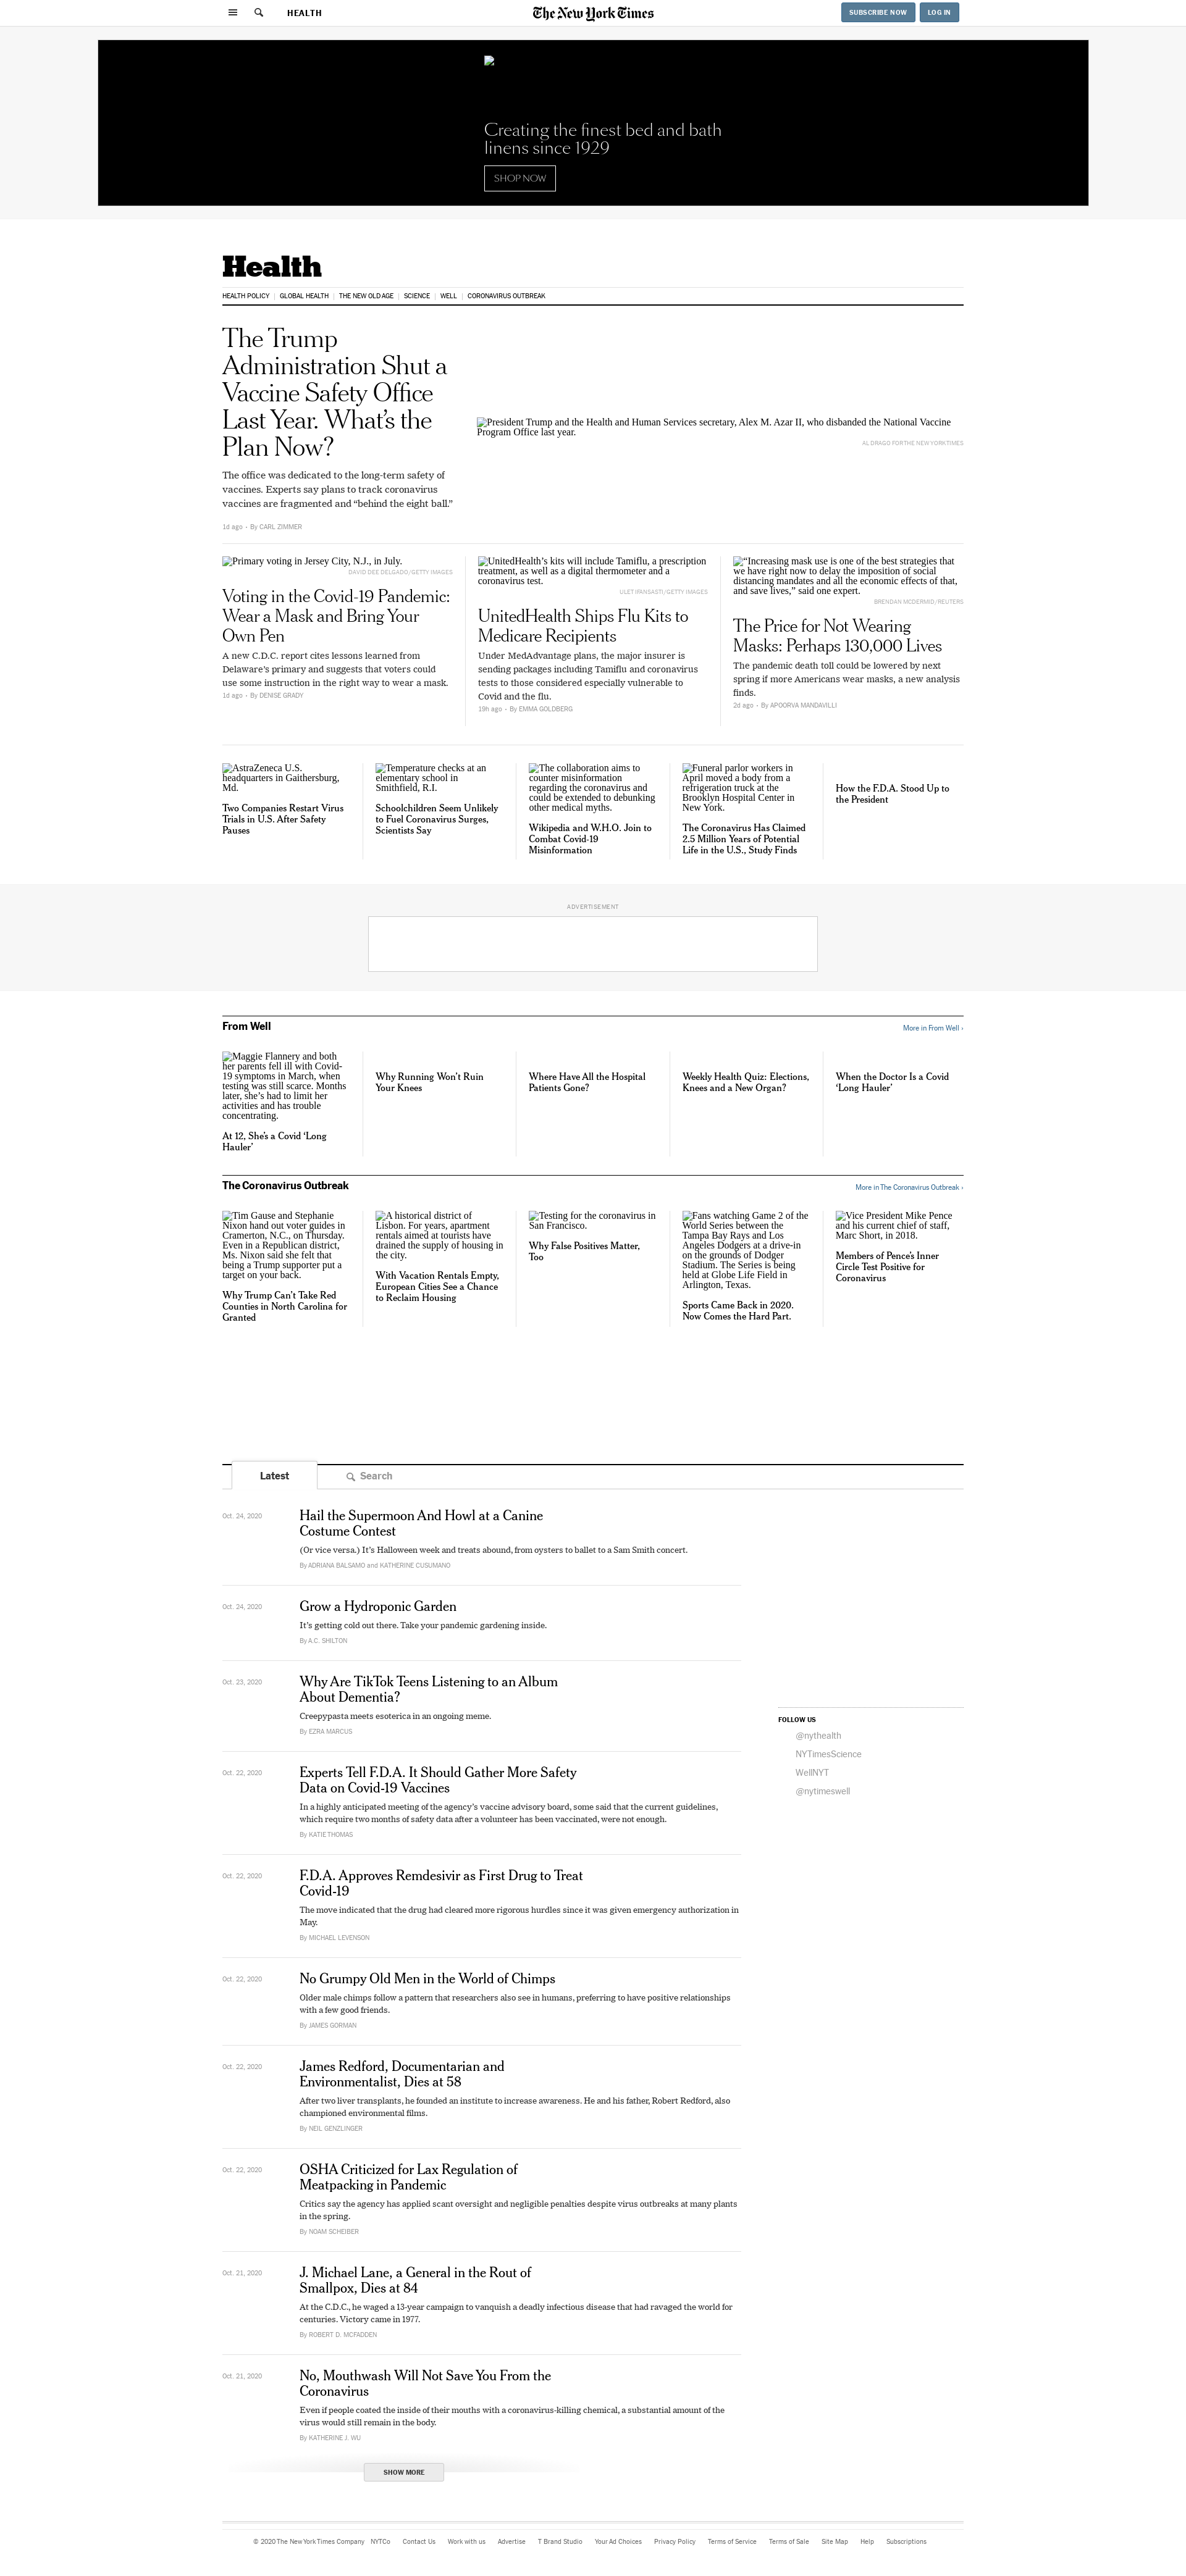 HEALTH
The New York Times
SUBSCRIBE NOW
LOG IN
Creating the finest bed and bath
linens since 1929
SHOP NOW
Health
HEALTH POLICY | GLOBAL HEALTH | THE NEW OLD AGE | SCIENCE | WELL | CORONAVIRUS OUTBREAK
The Trump
Administration Shut a
Vaccine Safety Office
Last Year. What’s the
Plan Now?
The office was dedicated to the long-term safety of
vaccines. Experts say plans to track coronavirus
vaccines are fragmented and “behind the eight ball.”
1d ago • By CARL ZIMMER
President Trump and the Health and Human Services secretary, Alex M. Azar II, who disbanded the National Vaccine
Program Office last year.
AL DRAGO FOR THE NEW YORK TIMES
Primary voting in Jersey City, N.J., in July.
DAVID DEE DELGADO/GETTY IMAGES
Voting in the Covid-19 Pandemic:
Wear a Mask and Bring Your
Own Pen
A new C.D.C. report cites lessons learned from
Delaware’s primary and suggests that voters could
use some instruction in the right way to wear a mask.
1d ago • By DENISE GRADY
UnitedHealth’s kits will include Tamiflu, a prescription
treatment, as well as a digital thermometer and a
coronavirus test.
ULET IFANSASTI/GETTY IMAGES
UnitedHealth Ships Flu Kits to
Medicare Recipients
Under MedAdvantage plans, the major insurer is
sending packages including Tamiflu and coronavirus
tests to those considered especially vulnerable to
Covid and the flu.
19h ago • By EMMA GOLDBERG
“Increasing mask use is one of the best strategies that
we have right now to delay the imposition of social
distancing mandates and all the economic effects of that,
and save lives,” said one expert.
BRENDAN MCDERMID/REUTERS
The Price for Not Wearing
Masks: Perhaps 130,000 Lives
The pandemic death toll could be lowered by next
spring if more Americans wear masks, a new analysis
finds.
2d ago • By APOORVA MANDAVILLI
AstraZeneca U.S.
headquarters in Gaithersburg,
Md.
Two Companies Restart Virus
Trials in U.S. After Safety
Pauses
Temperature checks at an
elementary school in
Smithfield, R.I.
Schoolchildren Seem Unlikely
to Fuel Coronavirus Surges,
Scientists Say
The collaboration aims to
counter misinformation
regarding the coronavirus and
could be extended to debunking
other medical myths.
Wikipedia and W.H.O. Join to
Combat Covid-19
Misinformation
Funeral parlor workers in
April moved a body from a
refrigeration truck at the
Brooklyn Hospital Center in
New York.
The Coronavirus Has Claimed
2.5 Million Years of Potential
Life in the U.S., Study Finds
How the F.D.A. Stood Up to
the President
ADVERTISEMENT
From Well
More in From Well ›
Maggie Flannery and both
her parents fell ill with Covid-
19 symptoms in March, when
testing was still scarce. Months
later, she’s had to limit her
activities and has trouble
concentrating.
At 12, She’s a Covid ‘Long
Hauler’
Why Running Won’t Ruin
Your Knees
Where Have All the Hospital
Patients Gone?
Weekly Health Quiz: Elections,
Knees and a New Organ?
When the Doctor Is a Covid
‘Long Hauler’
The Coronavirus Outbreak
More in The Coronavirus Outbreak ›
Tim Gause and Stephanie
Nixon hand out voter guides in
Cramerton, N.C., on Thursday.
Even in a Republican district,
Ms. Nixon said she felt that
being a Trump supporter put a
target on your back.
Why Trump Can’t Take Red
Counties in North Carolina for
Granted
A historical district of
Lisbon. For years, apartment
rentals aimed at tourists have
drained the supply of housing in
the city.
With Vacation Rentals Empty,
European Cities See a Chance
to Reclaim Housing
Testing for the coronavirus in
San Francisco.
Why False Positives Matter,
Too
Fans watching Game 2 of the
World Series between the
Tampa Bay Rays and Los
Angeles Dodgers at a drive-in
on the grounds of Dodger
Stadium. The Series is being
held at Globe Life Field in
Arlington, Texas.
Sports Came Back in 2020.
Now Comes the Hard Part.
Vice President Mike Pence
and his current chief of staff,
Marc Short, in 2018.
Members of Pence’s Inner
Circle Test Positive for
Coronavirus
Latest
Search
Oct. 24, 2020
Hail the Supermoon And Howl at a Canine
Costume Contest
(Or vice versa.) It’s Halloween week and treats abound, from oysters to ballet to a Sam Smith concert.
By ADRIANA BALSAMO and KATHERINE CUSUMANO
Oct. 24, 2020
Grow a Hydroponic Garden
It’s getting cold out there. Take your pandemic gardening inside.
By A.C. SHILTON
Oct. 23, 2020
Why Are TikTok Teens Listening to an Album
About Dementia?
Creepypasta meets esoterica in an ongoing meme.
By EZRA MARCUS
Oct. 22, 2020
Experts Tell F.D.A. It Should Gather More Safety
Data on Covid-19 Vaccines
In a highly anticipated meeting of the agency’s vaccine advisory board, some said that the current guidelines,
which require two months of safety data after a volunteer has been vaccinated, were not enough.
By KATIE THOMAS
Oct. 22, 2020
F.D.A. Approves Remdesivir as First Drug to Treat
Covid-19
The move indicated that the drug had cleared more rigorous hurdles since it was given emergency authorization in
May.
By MICHAEL LEVENSON
Oct. 22, 2020
No Grumpy Old Men in the World of Chimps
Older male chimps follow a pattern that researchers also see in humans, preferring to have positive relationships
with a few good friends.
By JAMES GORMAN
Oct. 22, 2020
James Redford, Documentarian and
Environmentalist, Dies at 58
After two liver transplants, he founded an institute to increase awareness. He and his father, Robert Redford, also
championed environmental films.
By NEIL GENZLINGER
Oct. 22, 2020
OSHA Criticized for Lax Regulation of
Meatpacking in Pandemic
Critics say the agency has applied scant oversight and negligible penalties despite virus outbreaks at many plants
in the spring.
By NOAM SCHEIBER
Oct. 21, 2020
J. Michael Lane, a General in the Rout of
Smallpox, Dies at 84
At the C.D.C., he waged a 13-year campaign to vanquish a deadly infectious disease that had ravaged the world for
centuries. Victory came in 1977.
By ROBERT D. MCFADDEN
Oct. 21, 2020
No, Mouthwash Will Not Save You From the
Coronavirus
Even if people coated the inside of their mouths with a coronavirus-killing chemical, a substantial amount of the
virus would still remain in the body.
By KATHERINE J. WU
SHOW MORE
FOLLOW US
@nythealth
NYTimesScience
WellNYT
@nytimeswell
© 2020 The New York Times Company NYTCo Contact Us Work with us Advertise T Brand Studio Your Ad Choices Privacy Policy Terms of Service Terms of Sale Site Map Help Subscriptions